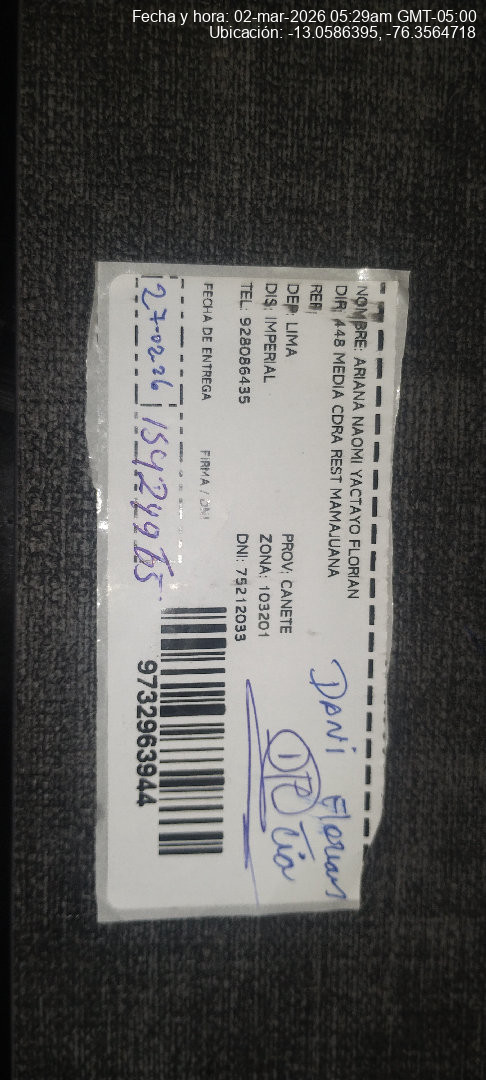 Fecha y hora: 02-mar-2026 05:29am GMT-05:00
Ubicación: -13.0586395, -76.3564718
NOMBRE: ARIANA NAOMI YACTAYO FLORIAN
DIR: 448 MEDIA CDRA REST MAMAJUANA
REF:
DEP: LIMA PROV: CANETE
DIS: IMPERIAL ZONA: 103201
TEL: 928086435 DNI: 75212033
FECHA DE ENTREGA FIRMA / DNI
27-02-26
9732963944
DANI Florian
Tia